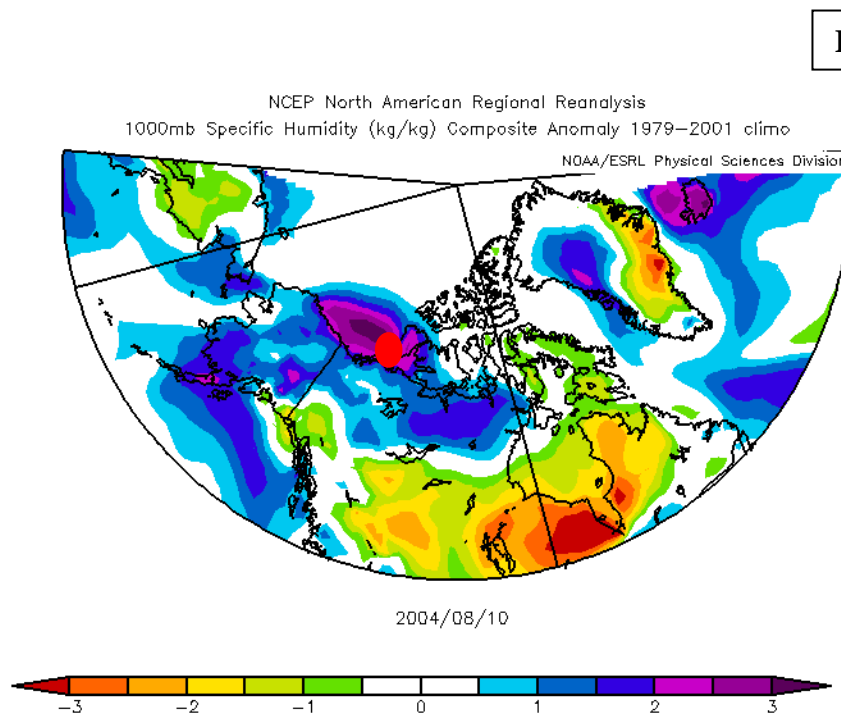 NCEP North American Regional Reanalysis
1000mb Specific Humidity (kg/kg) Composite Anomaly 1979−2001 climo
NOAA/ESRL Physical Sciences Division
2004/08/10
−3 −2 −1 0 1 2 3